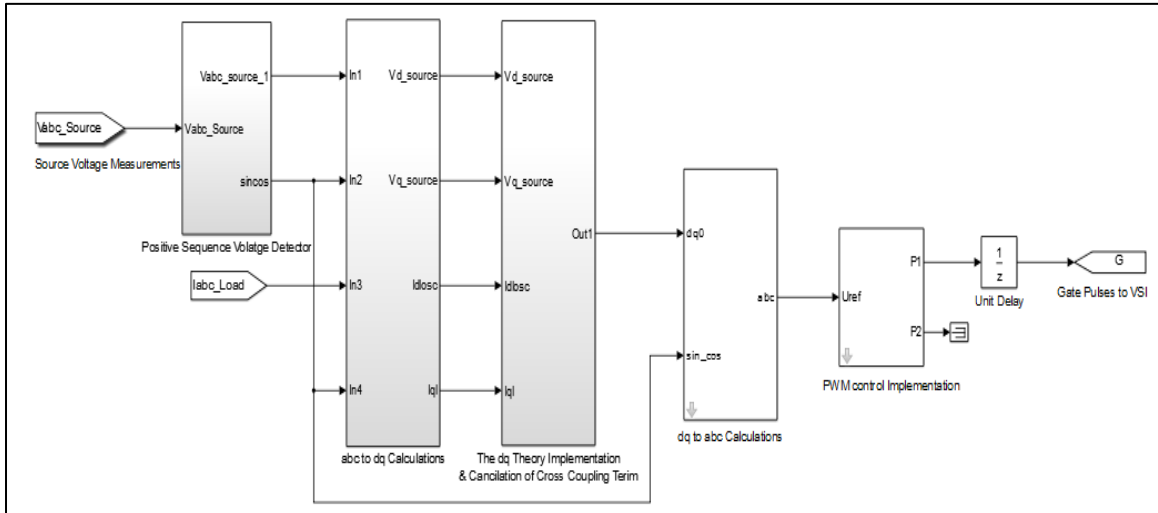 Vabc_Source
Source Voltage Measurements
Vabc_Source
Vabc_source_1
sincos
Positive Sequence Volatge Detector
Iabc_Load
In1
In2
In3
In4
Vd_source
Vq_source
Idlosc
Iql
abc to dq Calculations
Vd_source
Vq_source
Idlosc
Iql
Out1
The dq Theory Implementation
& Cancilation of Cross Coupling Terim
dq0
sin_cos
abc
dq to abc Calculations
Uref
P1
P2
PWM control Implementation
1
z
Unit Delay
G
Gate Pulses to VSI